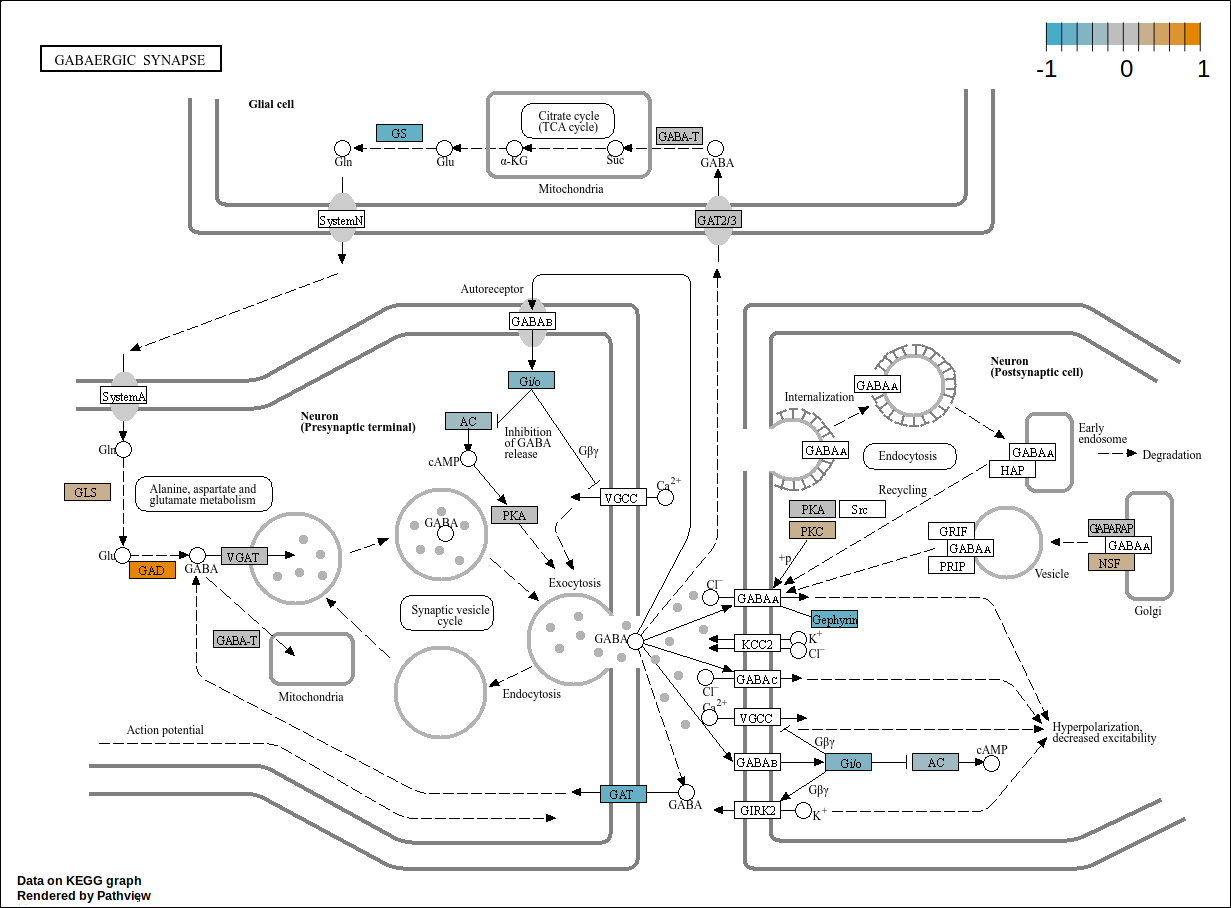 GABAERGIC SYNAPSE
-1 0 1
Glial cell
Citrate cycle
(TCA cycle)
GS
GABA-T
Gln
Glu
α-KG
Suc
GABA
Mitochondria
SystemN
GAT2/3
Autoreceptor
GABAB
Gi/o
AC
Inhibition
of GABA
release
Gβγ
cAMP
PKA
VGCC
Ca2+
Exocytosis
Neuron
(Presynaptic terminal)
SystemA
Gln
GLS
Alanine, aspartate and
glutamate metabolism
Glu
GAD
GABA
VGAT
GABA
GABA-T
Mitochondria
Synaptic vesicle
cycle
GABA
Endocytosis
Action potential
GAT
GABA
Neuron
(Postsynaptic cell)
GABAA
Internalization
GABAA
Endocytosis
GABAA
HAP
Early
endosome
Degradation
Recycling
PKA
Src
PKC
+p
GRIF
GABAA
PRIP
Vesicle
GABARAP
GABAA
NSF
Golgi
Cl−
GABAA
Gephyrin
KCC2
K+
Cl−
GABAC
Cl−
Ca2+
VGCC
Gβγ
GABAB
Gi/o
AC
cAMP
Gβγ
GIRK2
K+
Hyperpolarization,
decreased excitability
Data on KEGG graph
Rendered by Pathview